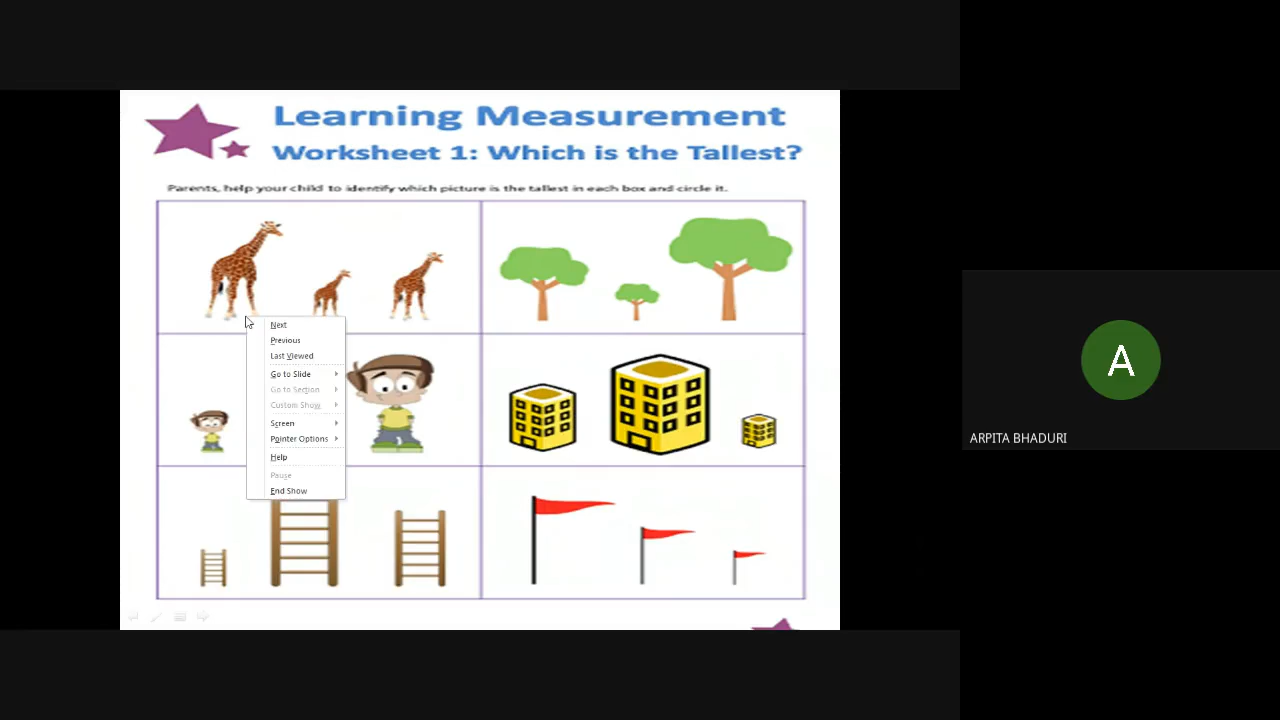 Learning Measurement
Worksheet 1: Which is the Tallest?
Parents, help your child to identify which picture is the tallest in each box and circle it.
Next
Previous
Last Viewed
Go to Slide
Go to Section
Custom Show
Screen
Pointer Options
Help
Pause
End Show
A
ARPITA BHADURI